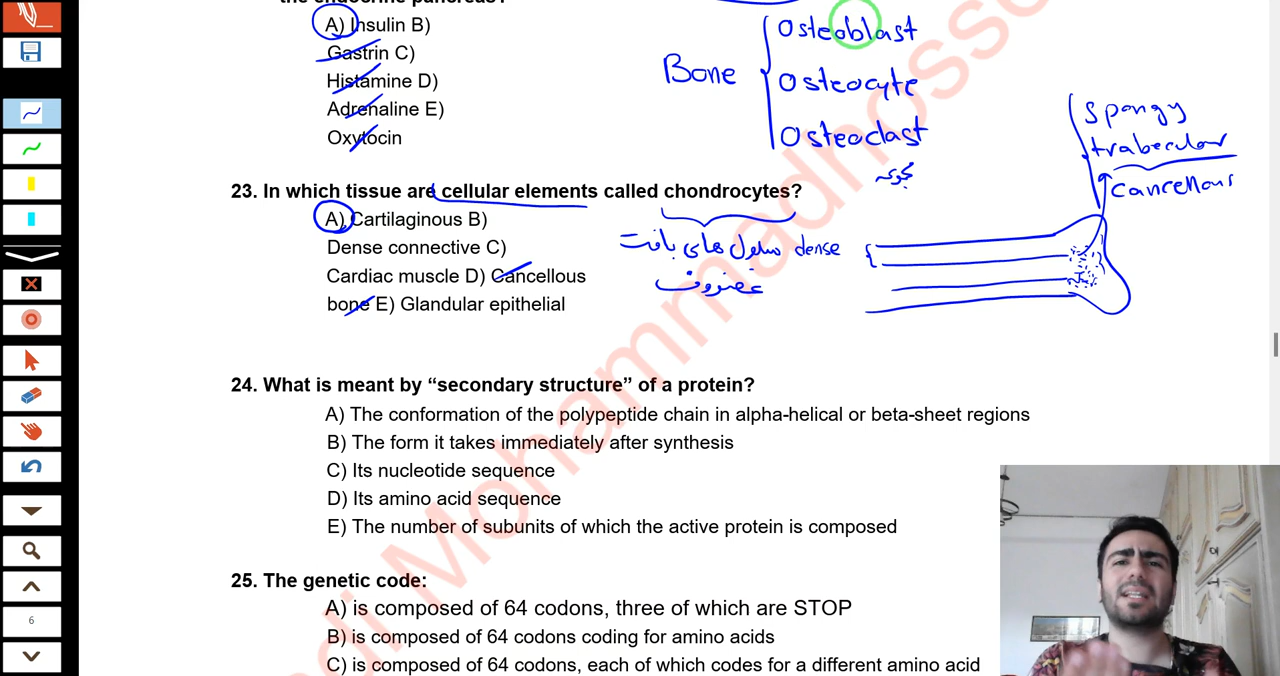 the endocrine pancreas?
A) Insulin B)
Gastrin C)
Histamine D)
Adrenaline E)
Oxytocin
Bone
Osteoblast
Osteocyte
Osteoclast
Spongy
trabecular
Cancellous
23. In which tissue are cellular elements called chondrocytes?
A) Cartilaginous B)
Dense connective C)
Cardiac muscle D) Cancellous
bone E) Glandular epithelial
سلول های بافت
غضروف
dense
24. What is meant by “secondary structure” of a protein?
A) The conformation of the polypeptide chain in alpha-helical or beta-sheet regions
B) The form it takes immediately after synthesis
C) Its nucleotide sequence
D) Its amino acid sequence
E) The number of subunits of which the active protein is composed
25. The genetic code:
A) is composed of 64 codons, three of which are STOP
B) is composed of 64 codons coding for amino acids
C) is composed of 64 codons, each of which codes for a different amino acid
6